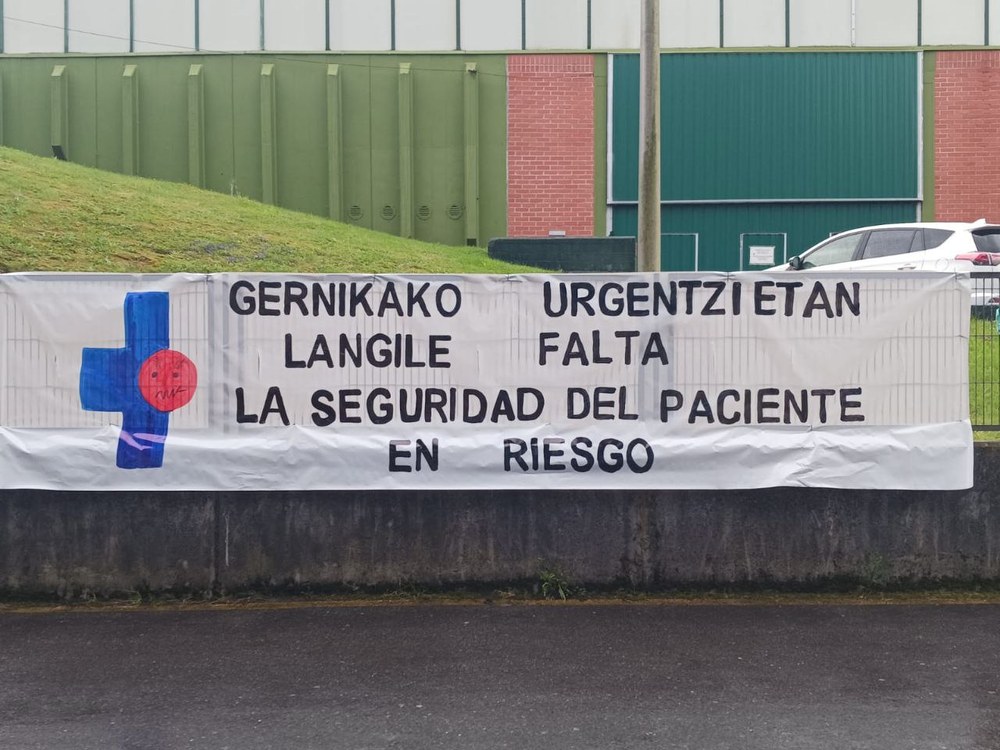 GERNIKAKO URGENTZIETAN
LANGILE FALTA
LA SEGURIDAD DEL PACIENTE
EN RIESGO